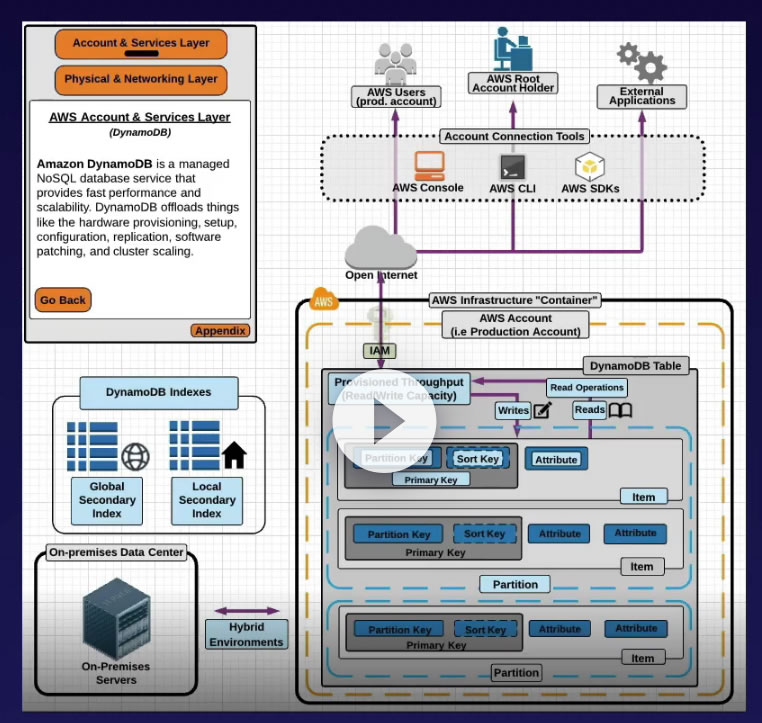 Account & Services Layer
Physical & Networking Layer
AWS Account & Services Layer
(DynamoDB)
Amazon DynamoDB is a managed
NoSQL database service that
provides fast performance and
scalability. DynamoDB offloads things
like the hardware provisioning, setup,
configuration, replication, software
patching, and cluster scaling.
Go Back
Appendix
AWS Users
(prod. account)
AWS Root
Account Holder
External
Applications
Account Connection Tools
AWS Console
AWS CLI
AWS SDKs
Open Internet
AWS
AWS Infrastructure "Container"
AWS Account
(i.e Production Account)
IAM
DynamoDB Table
Provisioned Throughput
(Read/Write Capacity)
Read Operations
Writes
Reads
Partition Key
Sort Key
Attribute
Primary Key
Item
Partition Key
Sort Key
Attribute
Attribute
Primary Key
Item
Partition
Partition Key
Sort Key
Attribute
Attribute
Primary Key
Item
Partition
DynamoDB Indexes
Global
Secondary
Index
Local
Secondary
Index
On-premises Data Center
On-Premises
Servers
Hybrid
Environments